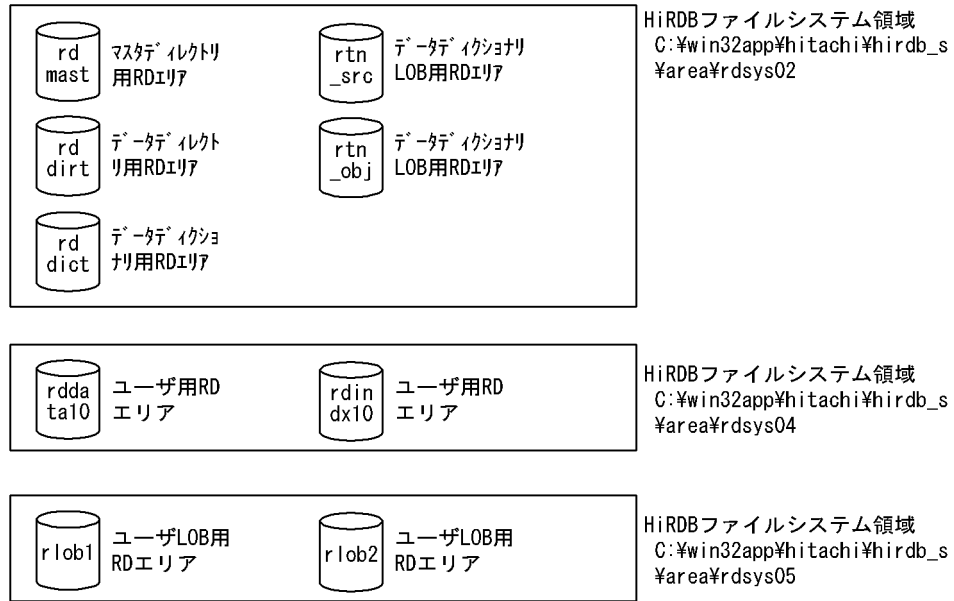 rd
mast
ﾏｽﾀﾃﾞｨﾚｸﾄﾘ
用RDｴﾘｱ
rtn
_src
ﾃﾞｰﾀﾃﾞｨｸｼｮﾅﾘ
LOB用RDｴﾘｱ
HiRDBファイルシステム領域
C:¥win32app¥hitachi¥hirdb_s
¥area¥rdsys02
rd
dirt
ﾃﾞｰﾀﾃﾞｨﾚｸﾄ
ﾘ用RDｴﾘｱ
rtn
_obj
ﾃﾞｰﾀﾃﾞｨｸｼｮﾅﾘ
LOB用RDｴﾘｱ
rd
dict
ﾃﾞｰﾀﾃﾞｨｸｼｮ
ﾅﾘ用RDｴﾘｱ
rdda
ta10
ユーザ用RD
エリア
rdin
dx10
ユーザ用RD
エリア
HiRDBファイルシステム領域
C:¥win32app¥hitachi¥hirdb_s
¥area¥rdsys04
rlob1
ユーザLOB用
RDエリア
rlob2
ユーザLOB用
RDエリア
HiRDBファイルシステム領域
C:¥win32app¥hitachi¥hirdb_s
¥area¥rdsys05